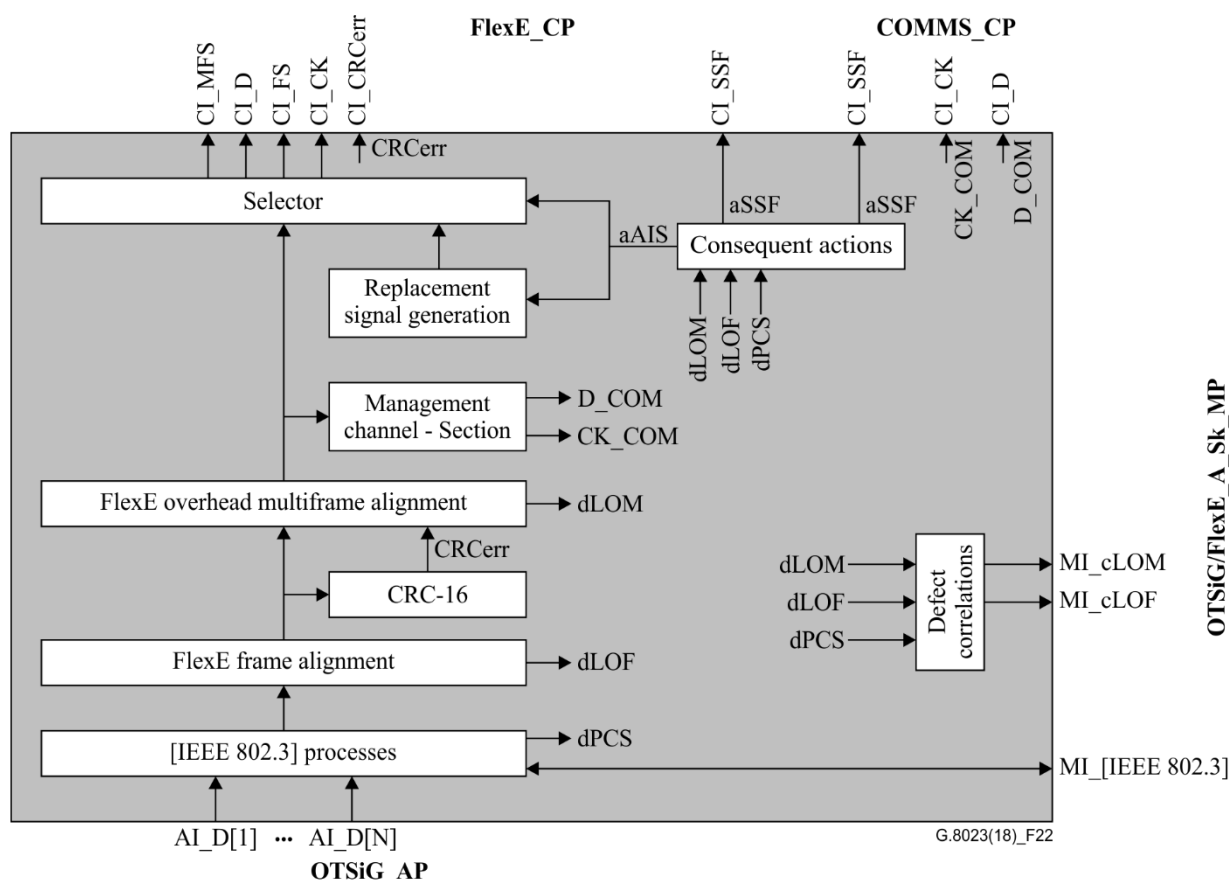 FlexE_CP
COMMS_CP
CI_MFS
CI_D
CI_FS
CI_CK
CI_CRCerr
CI_SSF
CI_SSF
CI_CK
CI_D
CRCerr
CK_COM
D_COM
Selector
aSSF
aSSF
aAIS
Consequent actions
Replacement
signal generation
dLOM
dLOF
dPCS
Management
channel - Section
D_COM
CK_COM
OTSiG/FlexE_A_Sk_MP
FlexE overhead multiframe alignment
dLOM
CRCerr
CRC-16
dLOM
dLOF
dPCS
Defect
correlations
MI_cLOM
MI_cLOF
FlexE frame alignment
dLOF
[IEEE 802.3] processes
dPCS
MI_[IEEE 802.3]
AI_D[1] ... AI_D[N]
G.8023(18)_F22
OTSiG_AP